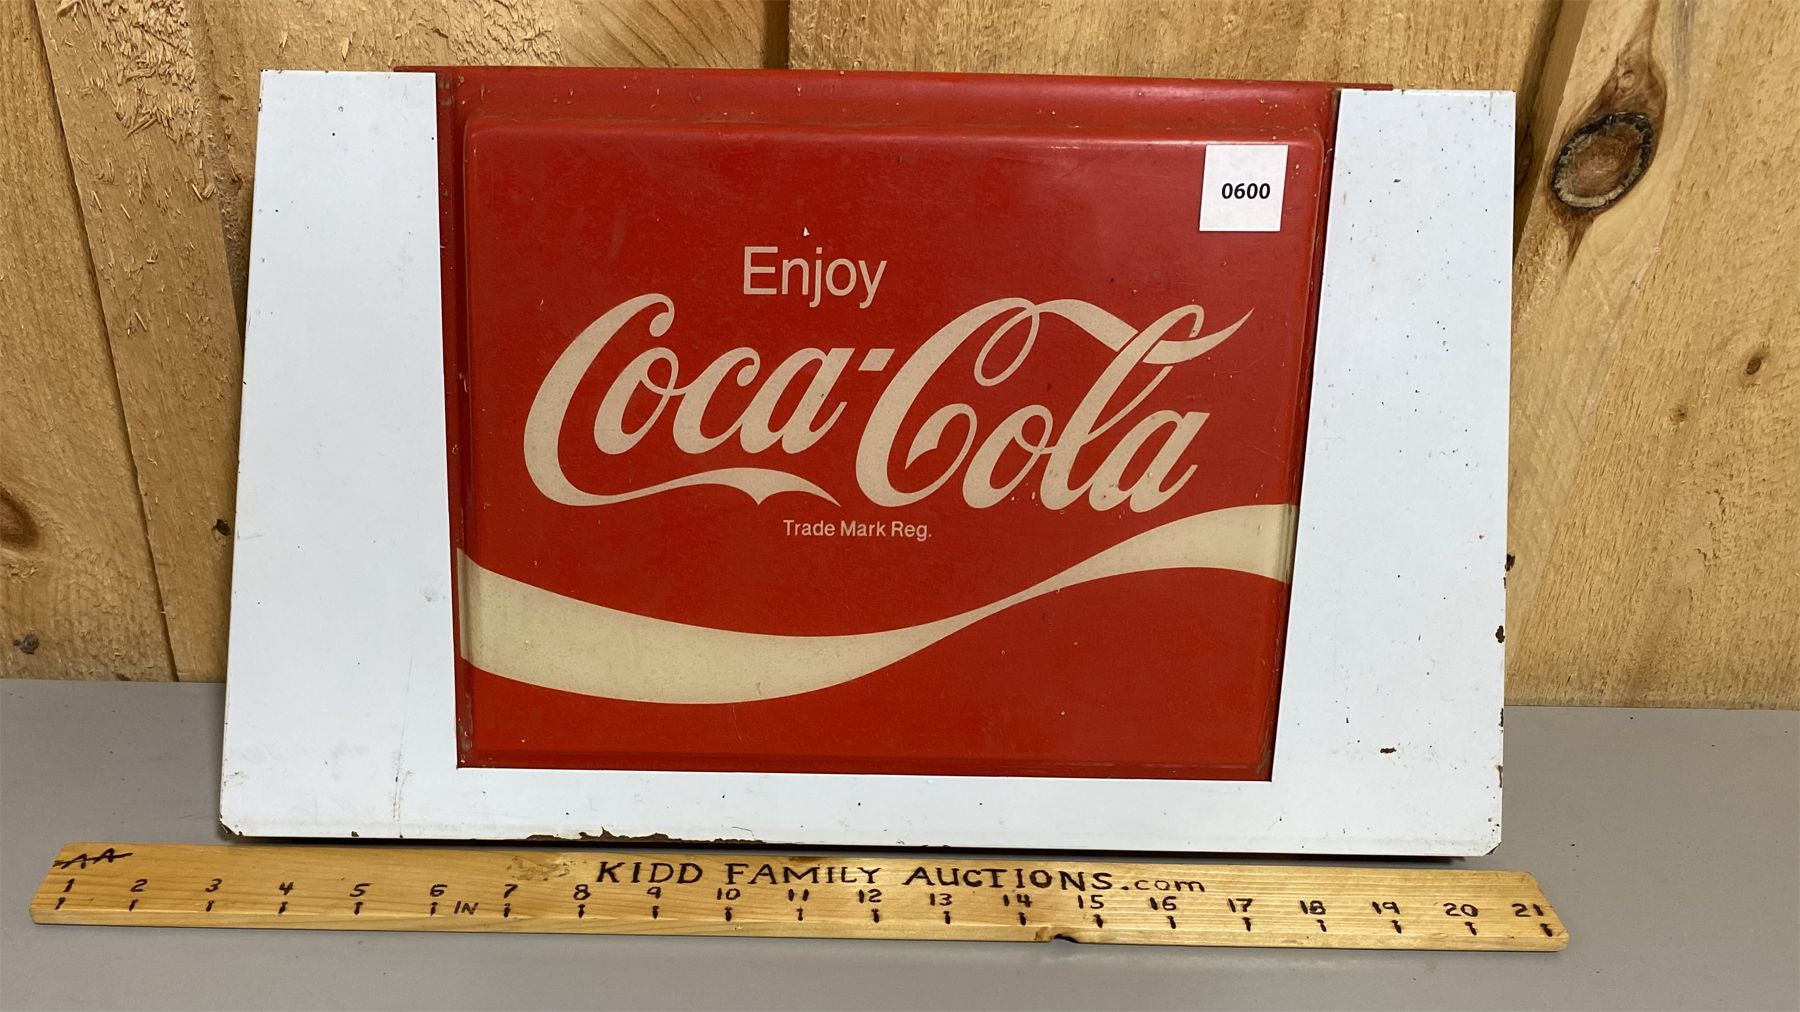 0600
Enjoy
Coca-Cola
Trade Mark Reg.
AA
KIDD FAMILY AUCTIONS.com
1 2 3 4 5 6 IN 7 8 9 10 11 12 13 14 15 16 17 18 19 20 21